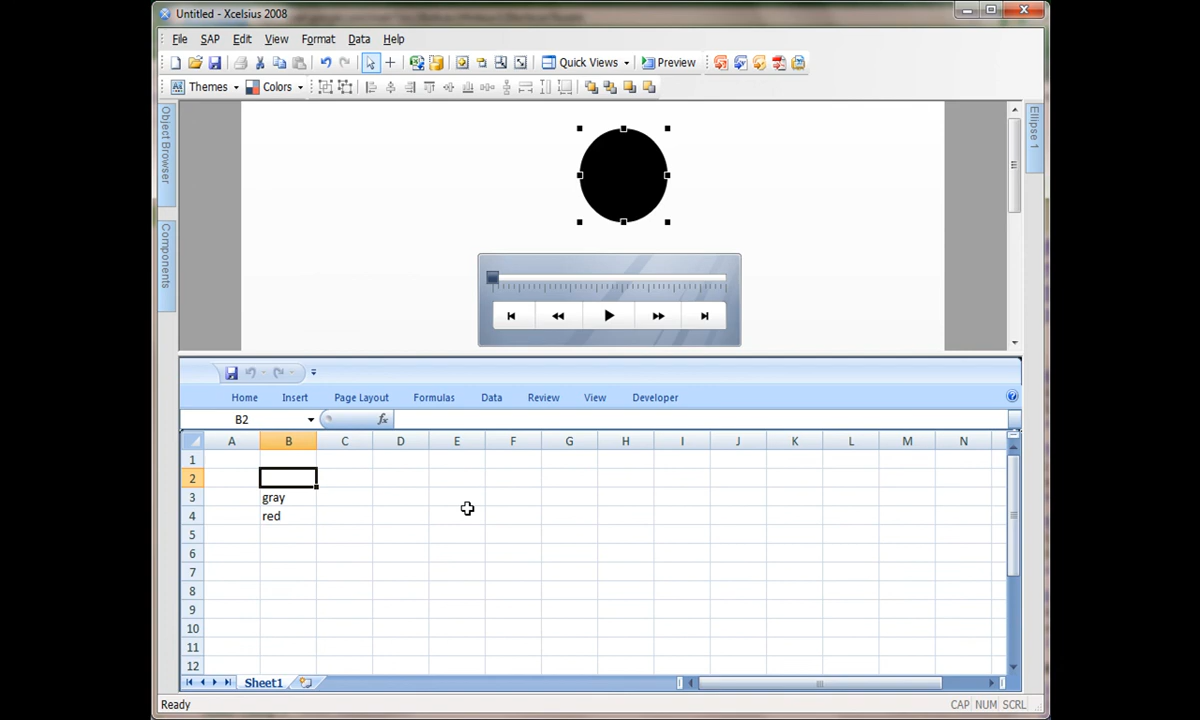 Untitled - Xcelsius 2008
File SAP Edit View Format Data Help
Quick Views Preview
Themes Colors
Object Browser
Components
Ellipse 1
Home Insert Page Layout Formulas Data Review View Developer
B2 fx
A B C D E F G H I J K L M N
1
2
3 gray
4 red
5
6
7
8
9
10
11
12
Sheet1
Ready CAP NUM SCRL